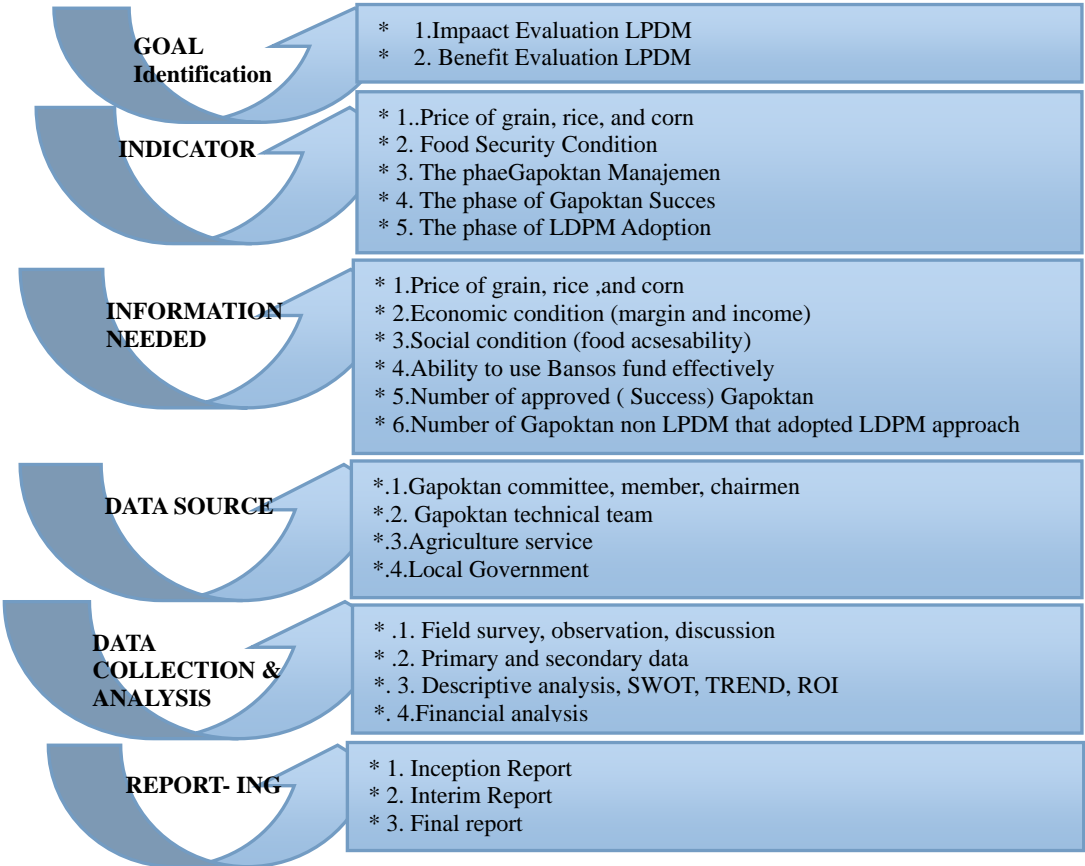 GOAL
Identification
* 1.Impaact Evaluation LPDM
* 2. Benefit Evaluation LPDM
INDICATOR
* 1..Price of grain, rice, and corn
* 2. Food Security Condition
* 3. The phaeGapoktan Manajemen
* 4. The phase of Gapoktan Succes
* 5. The phase of LDPM Adoption
INFORMATION
NEEDED
* 1.Price of grain, rice ,and corn
* 2.Economic condition (margin and income)
* 3.Social condition (food acsesability)
* 4.Ability to use Bansos fund effectively
* 5.Number of approved ( Success) Gapoktan
* 6.Number of Gapoktan non LPDM that adopted LDPM approach
DATA SOURCE
*.1.Gapoktan committee, member, chairmen
*.2. Gapoktan technical team
*.3.Agriculture service
*.4.Local Government
DATA
COLLECTION &
ANALYSIS
* .1. Field survey, observation, discussion
* .2. Primary and secondary data
*. 3. Descriptive analysis, SWOT, TREND, ROI
*. 4.Financial analysis
REPORT- ING
* 1. Inception Report
* 2. Interim Report
* 3. Final report